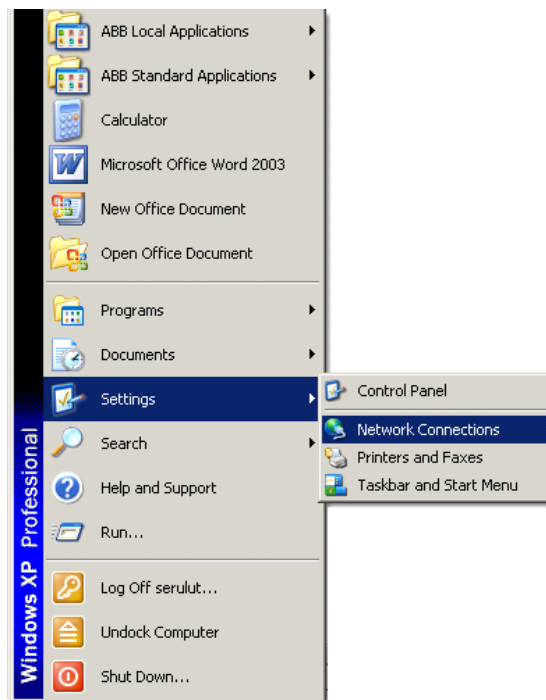 ABB Local Applications
ABB Standard Applications
Calculator
Microsoft Office Word 2003
New Office Document
Open Office Document
Programs
Documents
Settings
Search
Help and Support
Run...
Log Off serulut...
Undock Computer
Shut Down...
Control Panel
Network Connections
Printers and Faxes
Taskbar and Start Menu
Windows XP Professional